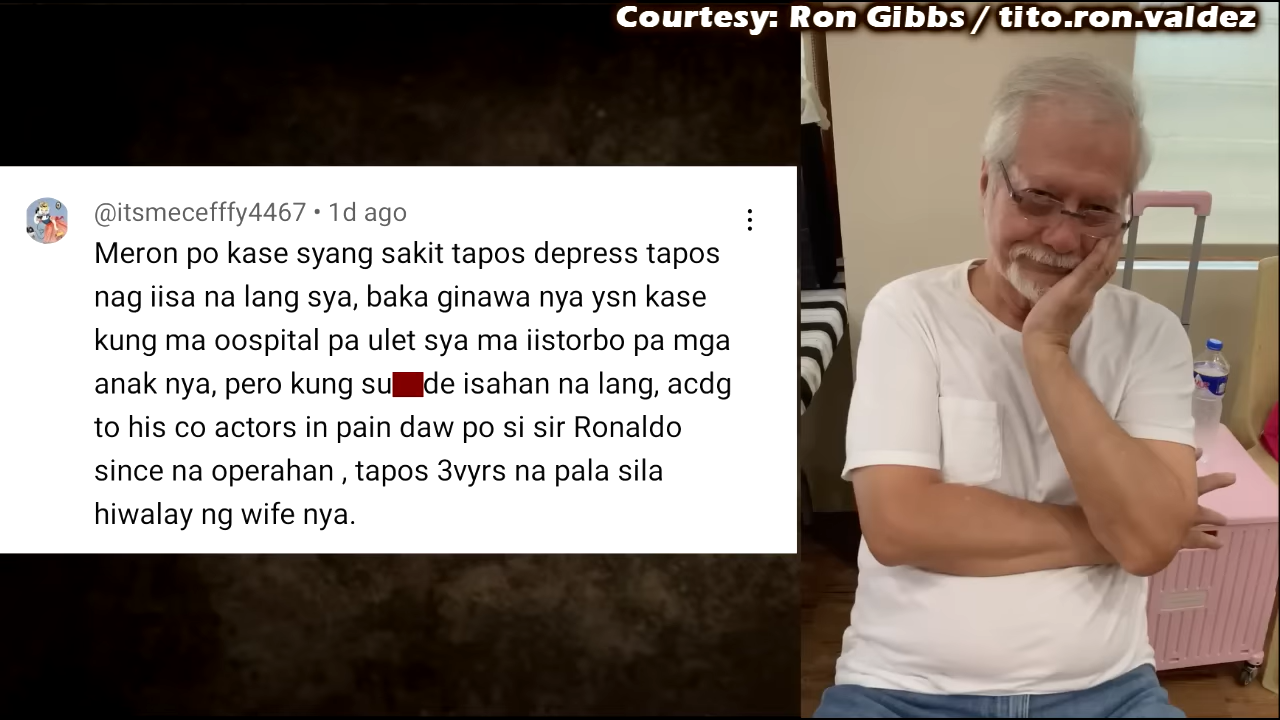 Courtesy: Ron Gibbs / tito.ron.valdez
@itsmecefffy4467 • 1d ago
Meron po kase syang sakit tapos depress tapos
nag iisa na lang sya, baka ginawa nya ysn kase
kung ma oospital pa ulet sya ma iistorbo pa mga
anak nya, pero kung su de isahan na lang, acdg
to his co actors in pain daw po si sir Ronaldo
since na operahan , tapos 3vyrs na pala sila
hiwalay ng wife nya.